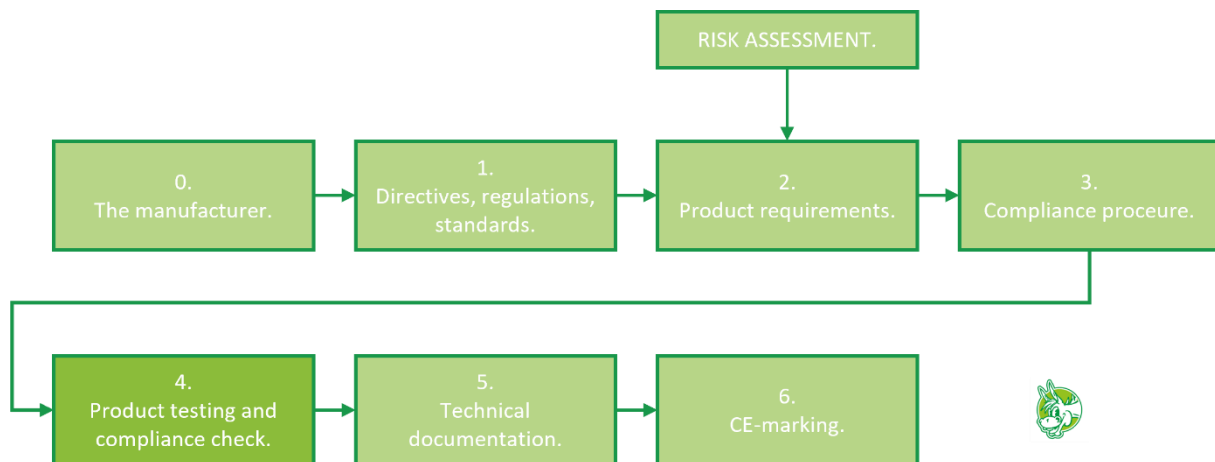 RISK ASSESSMENT.
0.
The manufacturer.
1.
Directives, regulations,
standards.
2.
Product requirements.
3.
Compliance proceure.
4.
Product testing and
compliance check.
5.
Technical
documentation.
6.
CE-marking.